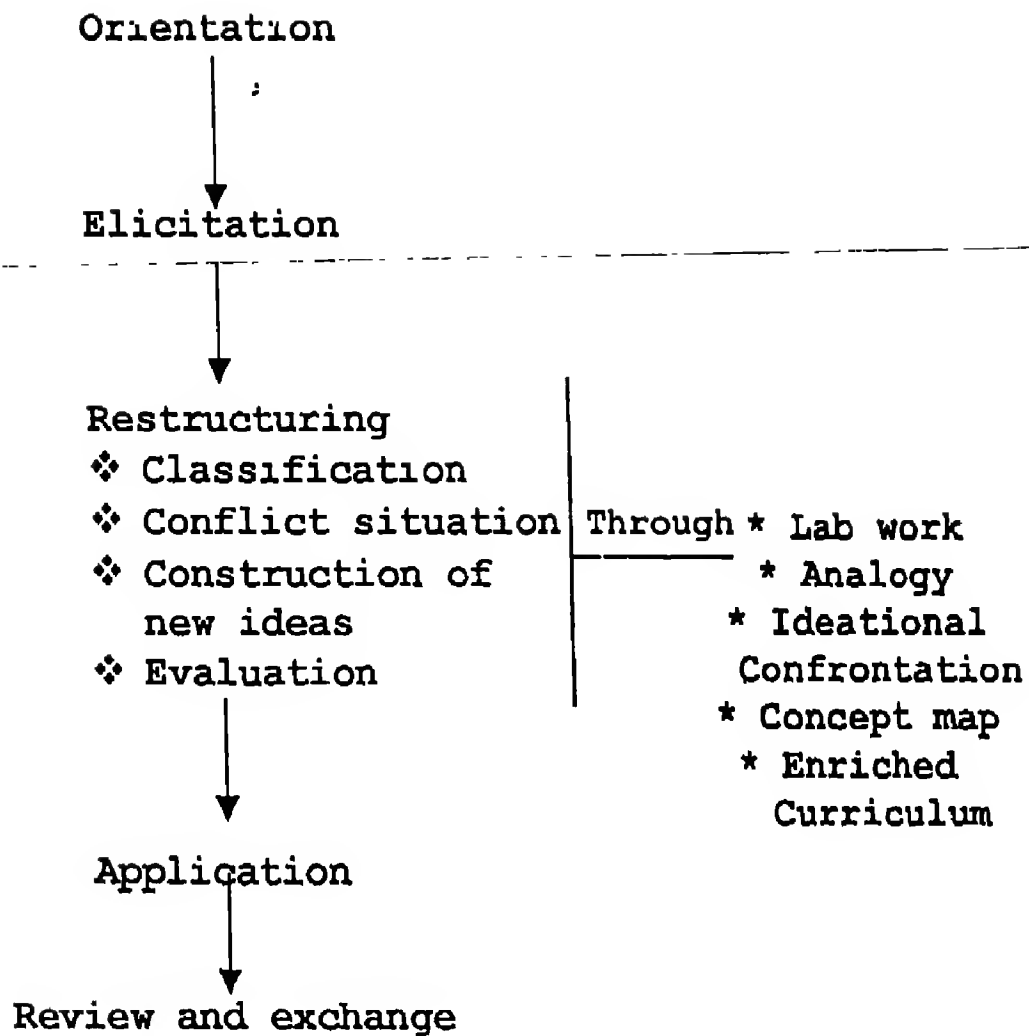 Orientation
Elicitation
Restructuring
❖ Classification
❖ Conflict situation
❖ Construction of
new ideas
❖ Evaluation
Through
* Lab work
* Analogy
* Ideational
Confrontation
* Concept map
* Enriched
Curriculum
Application
Review and exchange